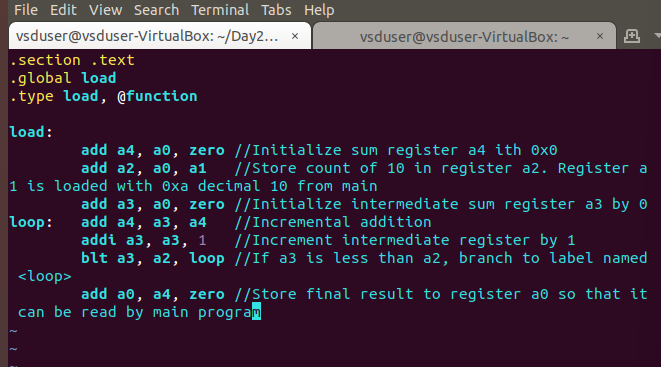 File Edit View Search Terminal Tabs Help
vsduser@vsduser-VirtualBox: ~/Day2... × vsduser@vsduser-VirtualBox: ~ ×
.section .text
.global load
.type load, @function
load:
add a4, a0, zero //Initialize sum register a4 ith 0x0
add a2, a0, a1 //Store count of 10 in register a2. Register a
1 is loaded with 0xa decimal 10 from main
add a3, a0, zero //Initialize intermediate sum register a3 by 0
loop: add a4, a3, a4 //Incremental addition
addi a3, a3, 1 //Increment intermediate register by 1
blt a3, a2, loop //If a3 is less than a2, branch to label named
<loop>
add a0, a4, zero //Store final result to register a0 so that it
can be read by main program
~
~
~